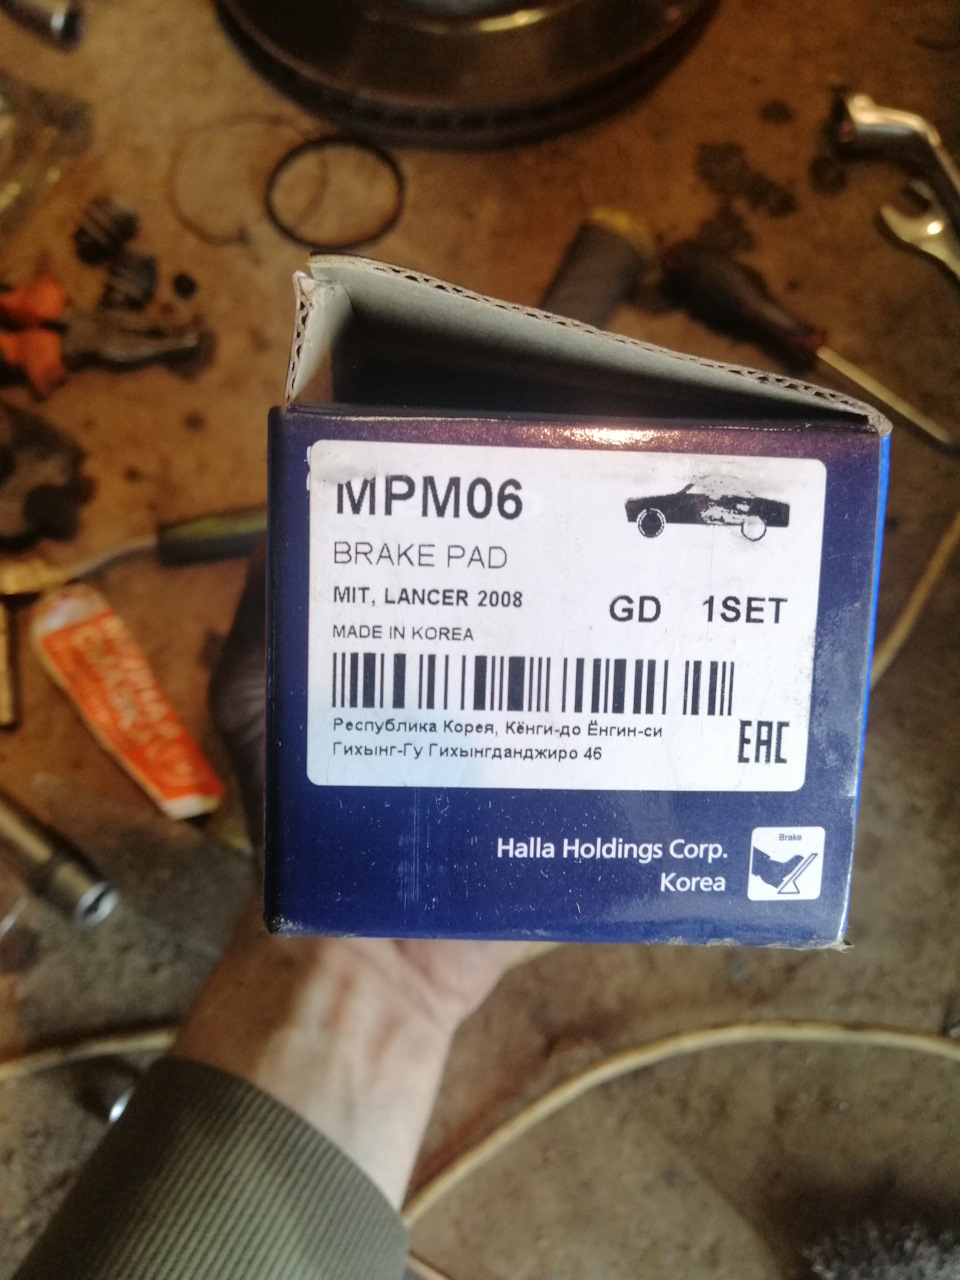 MPM06
BRAKE PAD
MIT, LANCER 2008
GD 1SET
MADE IN KOREA
Республика Корея, Кёнги-до Ёнгин-си
Гихынг-Гу Гихынгданджиро 46
EAC
Halla Holdings Corp.
Korea
Brake